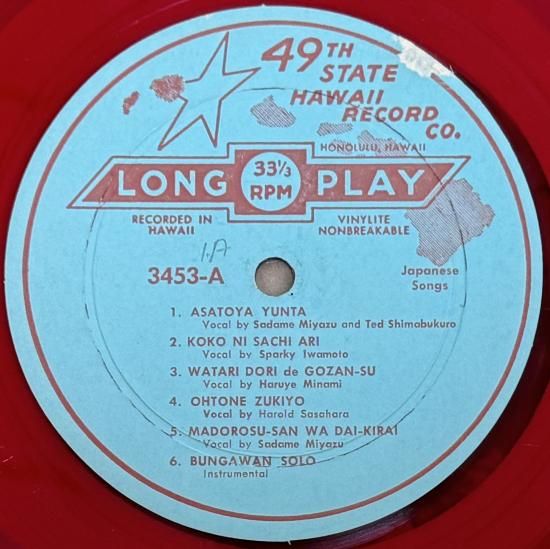 49TH
STATE
HAWAII
RECORD
CO.
HONOLULU, HAWAII
LONG PLAY
33⅓
RPM
RECORDED IN
HAWAII
VINYLITE
NONBREAKABLE
1.A
3453-A
Japanese
Songs
1. ASATOYA YUNTA
Vocal by Sadame Miyazu and Ted Shimabukuro
2. KOKO NI SACHI ARI
Vocal by Sparky Iwamoto
3. WATARI DORI de GOZAN-SU
Vocal by Haruye Minami
4. OHTONE ZUKIYO
Vocal by Harold Sasahara
5. MADOROSU-SAN WA DAI-KIRAI
Vocal by Sadame Miyazu
6. BUNGAWAN SOLO
Instrumental